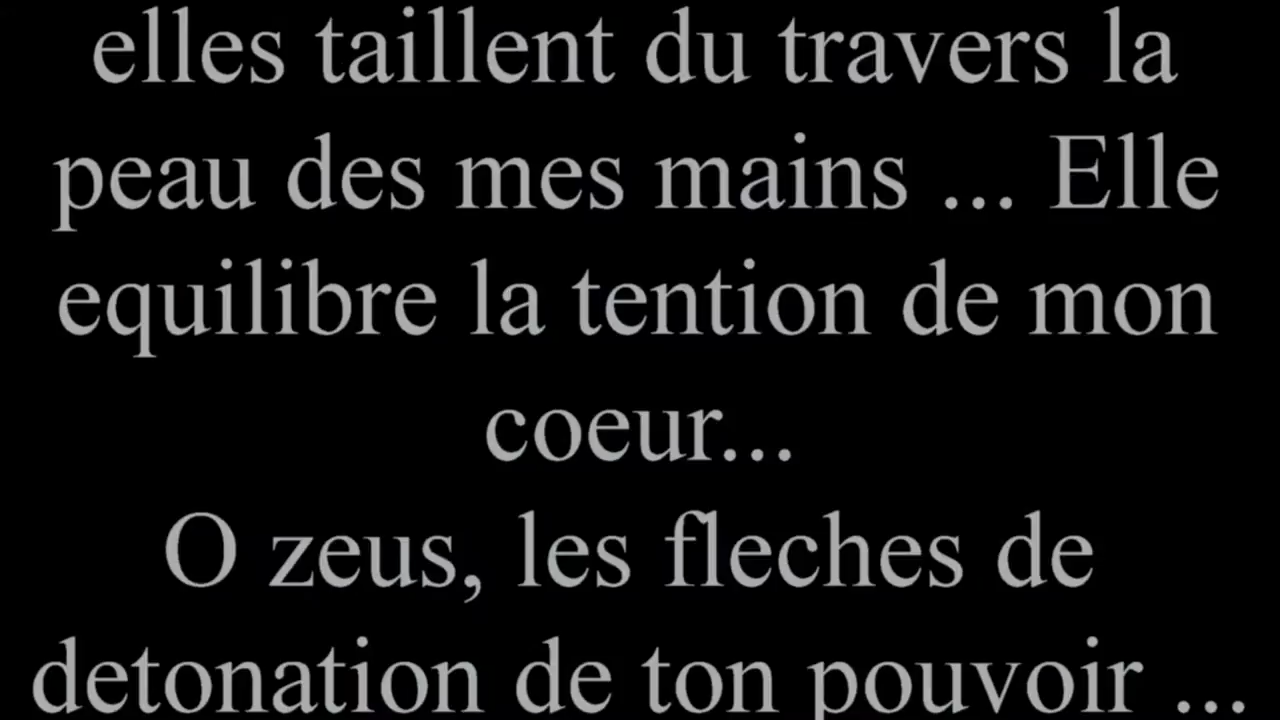 elles taillent du travers la
peau des mes mains ... Elle
equilibre la tention de mon
coeur...
O zeus, les fleches de
detonation de ton pouvoir ...